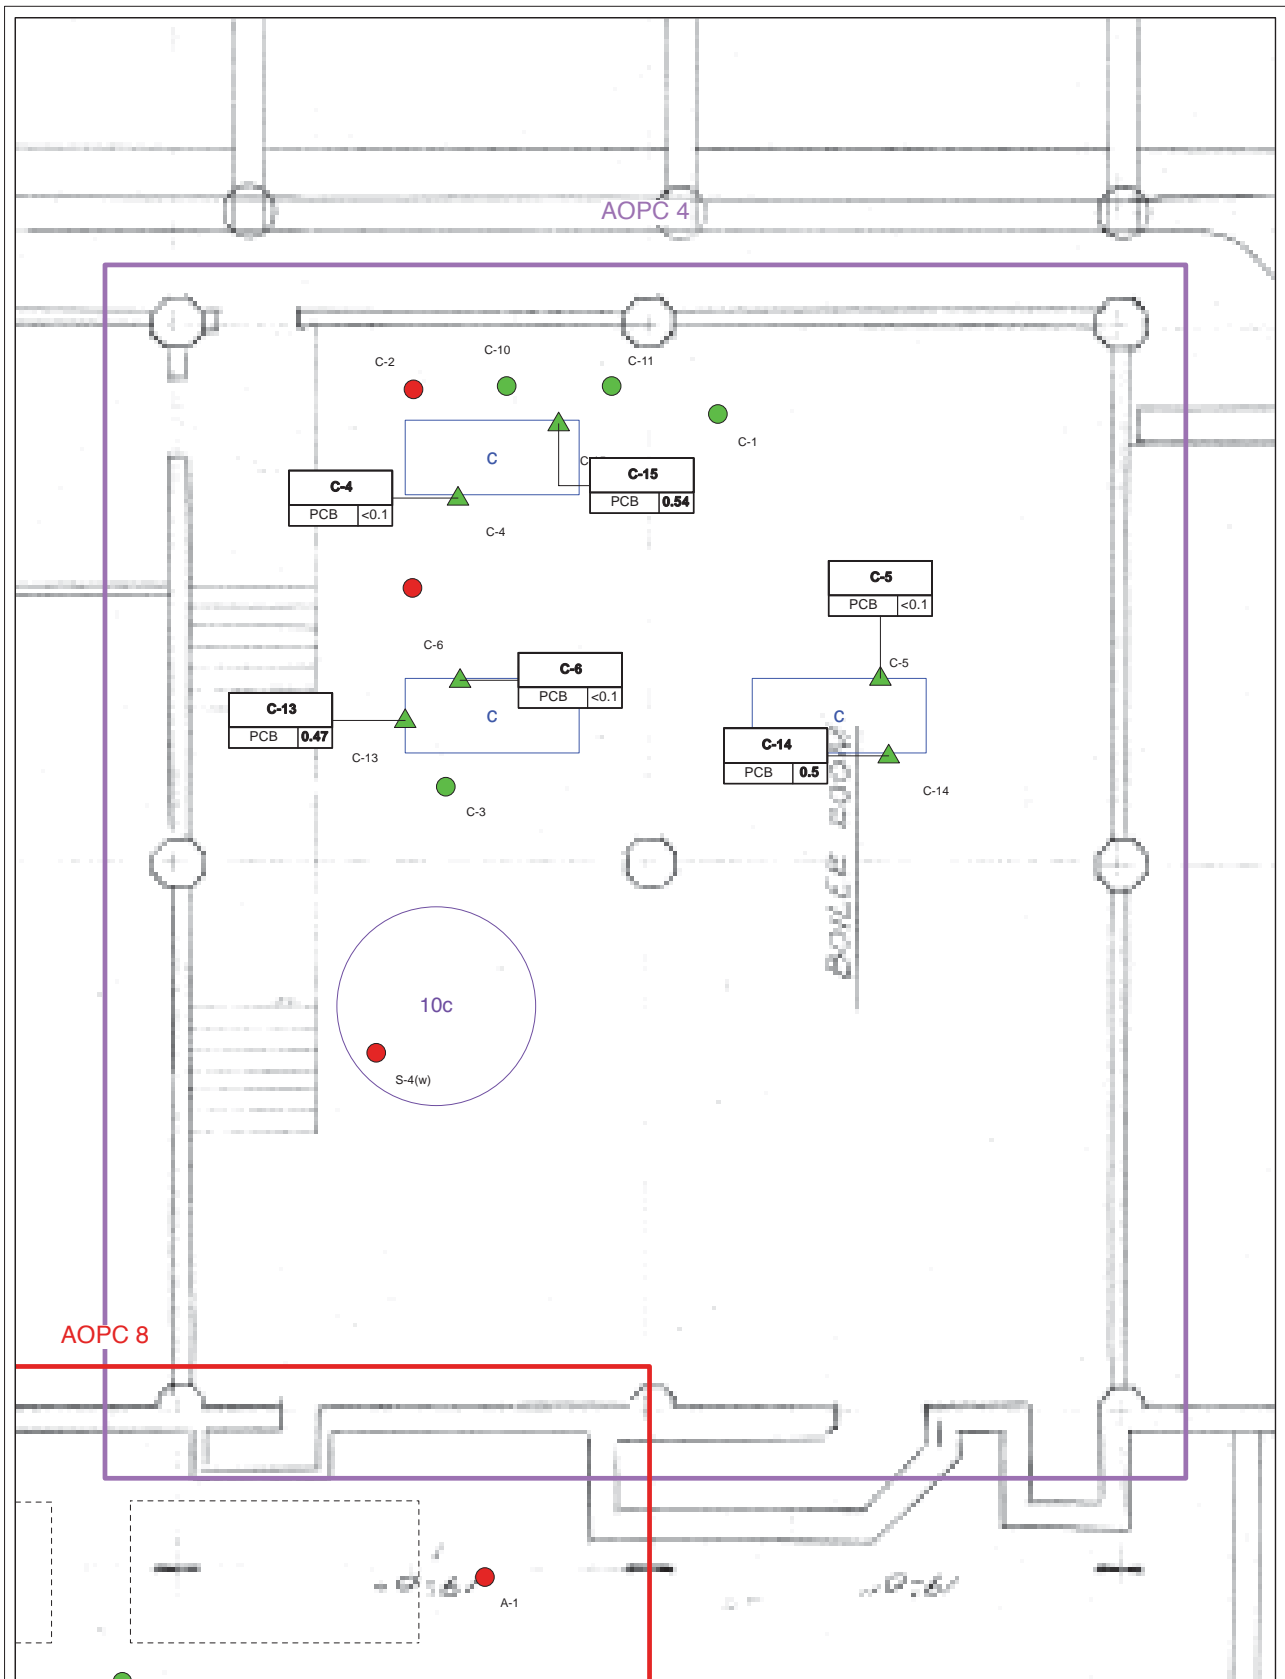 AOPC 4
C-2
C-10
C-11
C-1
C
C-15
PCB 0.54
C-4
PCB <0.1
C-4
C-5
PCB <0.1
C-6
C-5
C-6
PCB <0.1
C-13
PCB 0.47
C
C
C-14
PCB 0.5
C-13
C-14
C-3
BOILER ROOM
10c
S-4(w)
AOPC 8
A-1